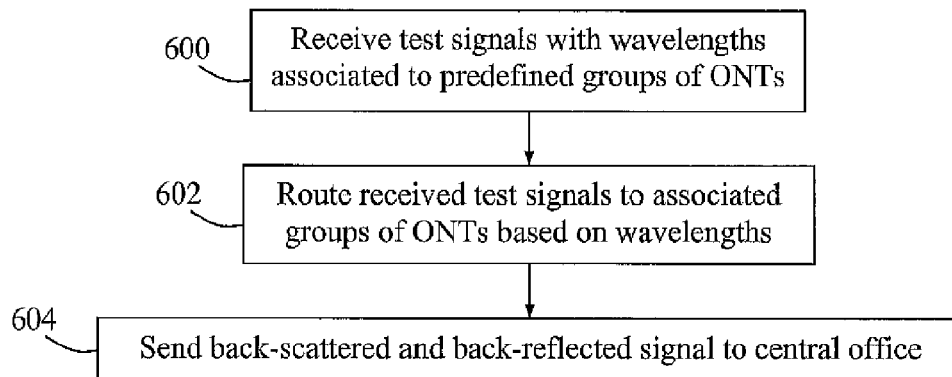 600
Receive test signals with wavelengths
associated to predefined groups of ONTs
602
Route received test signals to associated
groups of ONTs based on wavelengths
604
Send back-scattered and back-reflected signal to central office